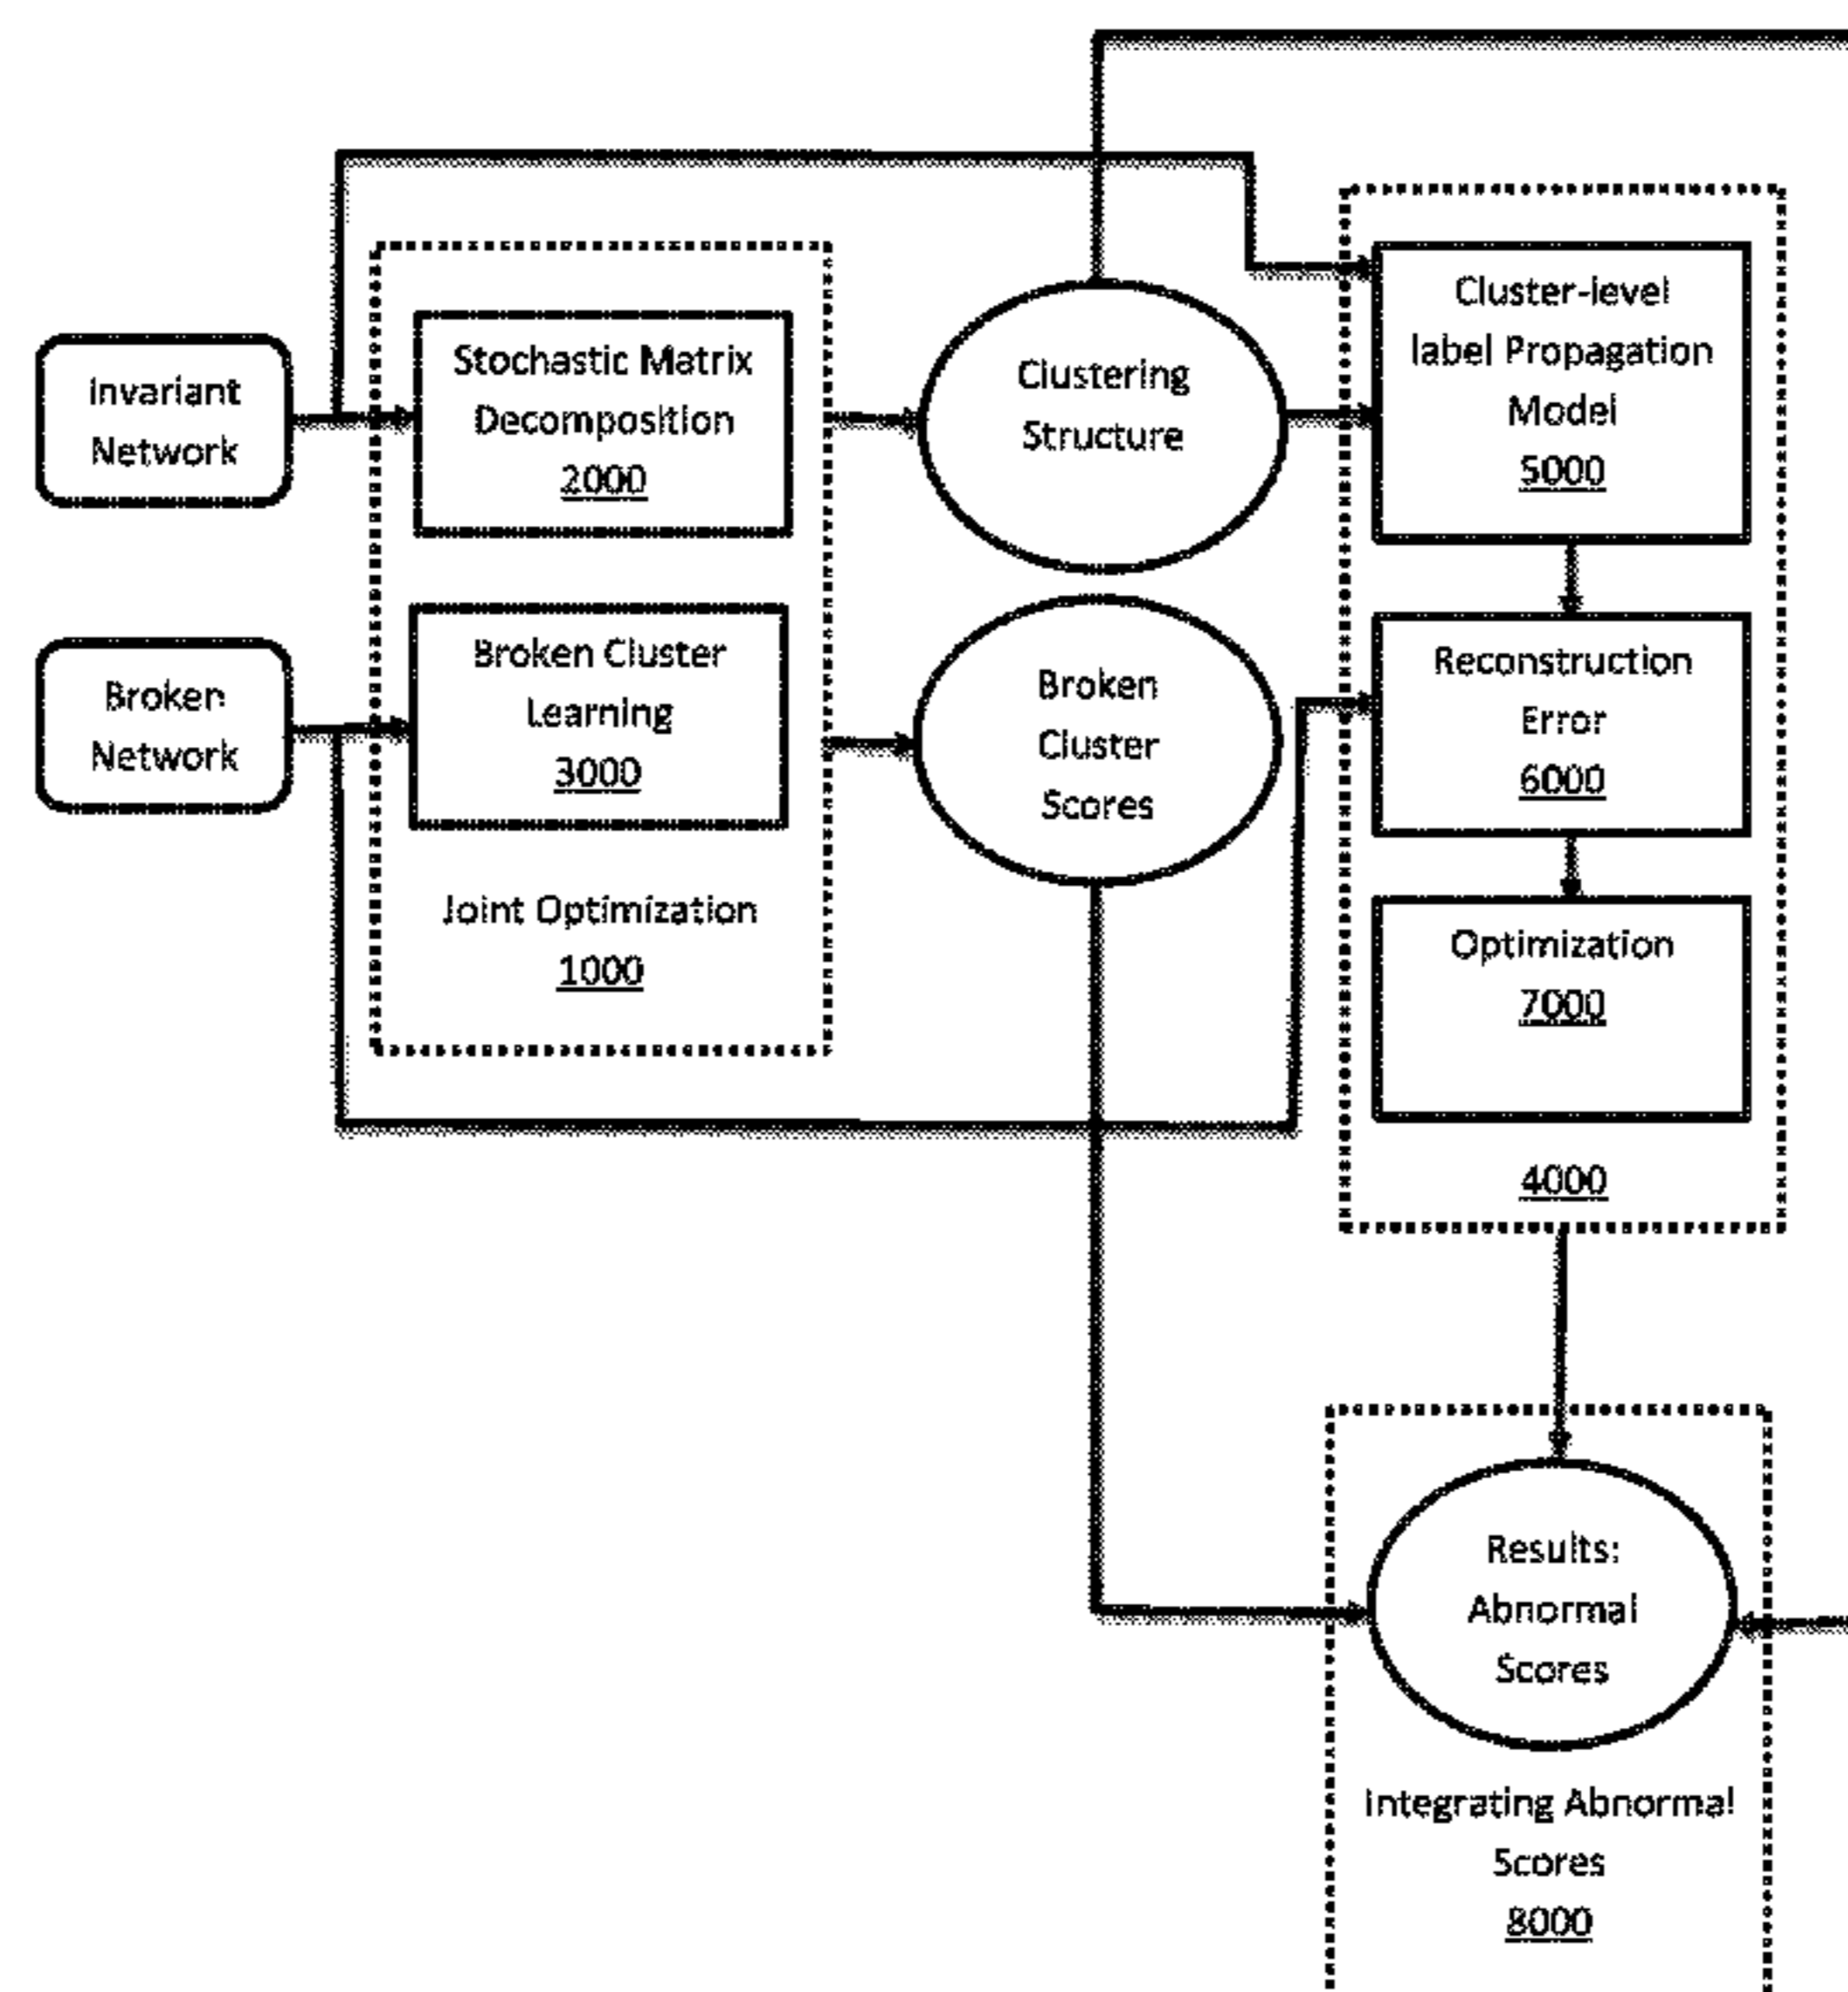 Invariant
Network
Broken
Network
Stochastic Matrix
Decomposition
2000
Broken Cluster
Learning
3000
Joint Optimization
1000
Clustering
Structure
Broken
Cluster
Scores
Cluster-level
label Propagation
Model
5000
Reconstruction
Error
6000
Optimization
7000
4000
Results:
Abnormal
Scores
Integrating Abnormal
Scores
8000